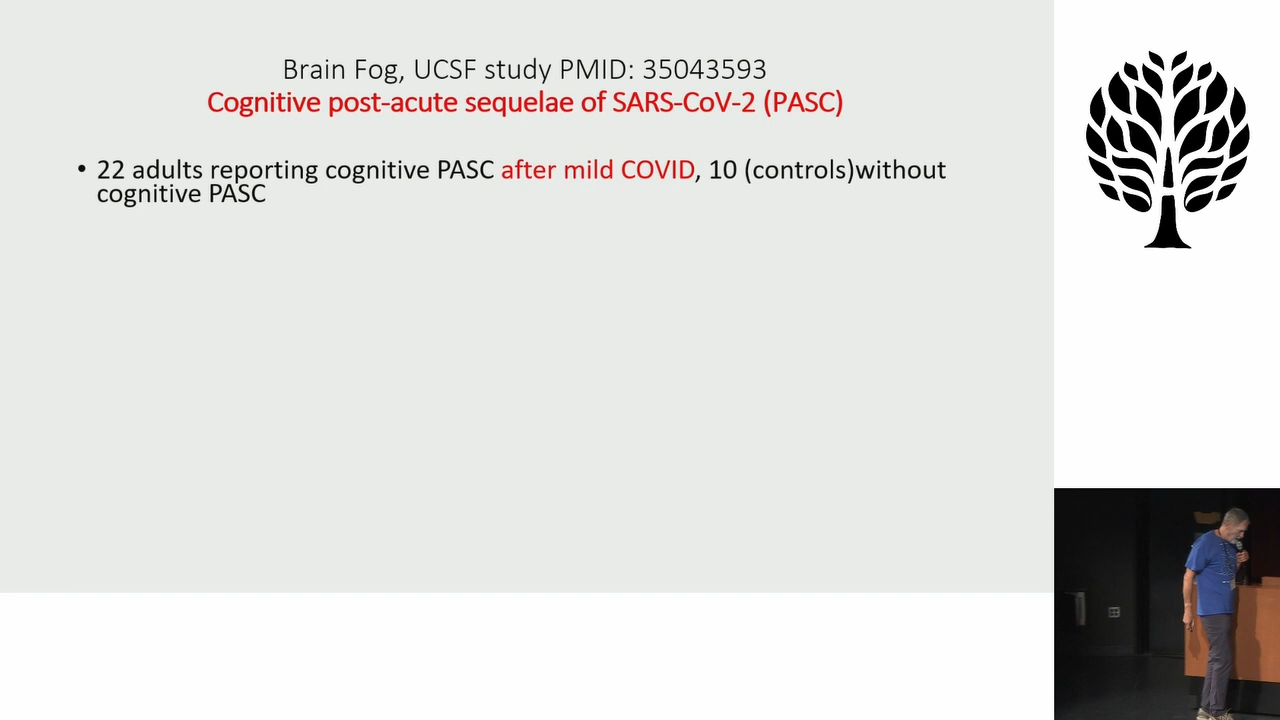 Brain Fog, UCSF study PMID: 35043593
Cognitive post-acute sequelae of SARS-CoV-2 (PASC)
• 22 adults reporting cognitive PASC after mild COVID, 10 (controls)without
cognitive PASC